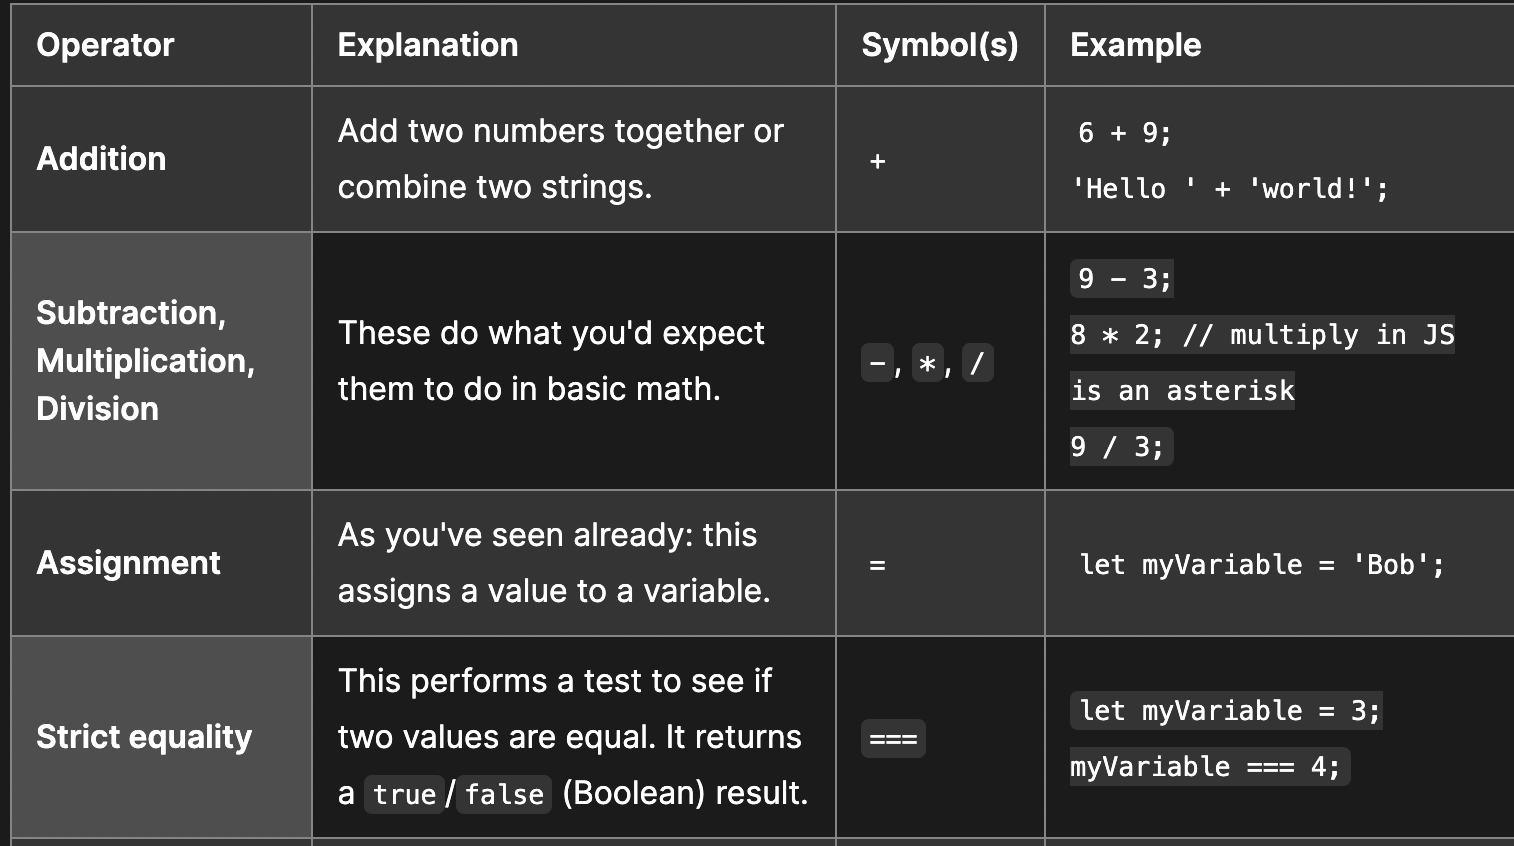 Operator Explanation Symbol(s) Example
Addition
Add two numbers together or
combine two strings.
+
6 + 9;
'Hello ' + 'world!';
Subtraction,
Multiplication,
Division
These do what you'd expect
them to do in basic math.
-, *, /
9 - 3;
8 * 2; // multiply in JS
is an asterisk
9 / 3;
Assignment
As you've seen already: this
assigns a value to a variable.
=
let myVariable = 'Bob';
Strict equality
This performs a test to see if
two values are equal. It returns
a true/false (Boolean) result.
===
let myVariable = 3;
myVariable === 4;